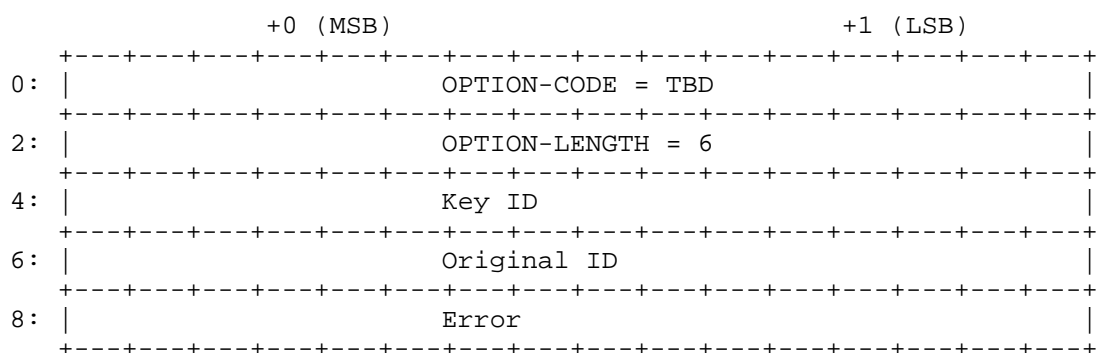 +0 (MSB) +1 (LSB)
+---+---+---+---+---+---+---+---+---+---+---+---+---+---+---+---+
0: | OPTION-CODE = TBD |
+---+---+---+---+---+---+---+---+---+---+---+---+---+---+---+---+
2: | OPTION-LENGTH = 6 |
+---+---+---+---+---+---+---+---+---+---+---+---+---+---+---+---+
4: | Key ID |
+---+---+---+---+---+---+---+---+---+---+---+---+---+---+---+---+
6: | Original ID |
+---+---+---+---+---+---+---+---+---+---+---+---+---+---+---+---+
8: | Error |
+---+---+---+---+---+---+---+---+---+---+---+---+---+---+---+---+